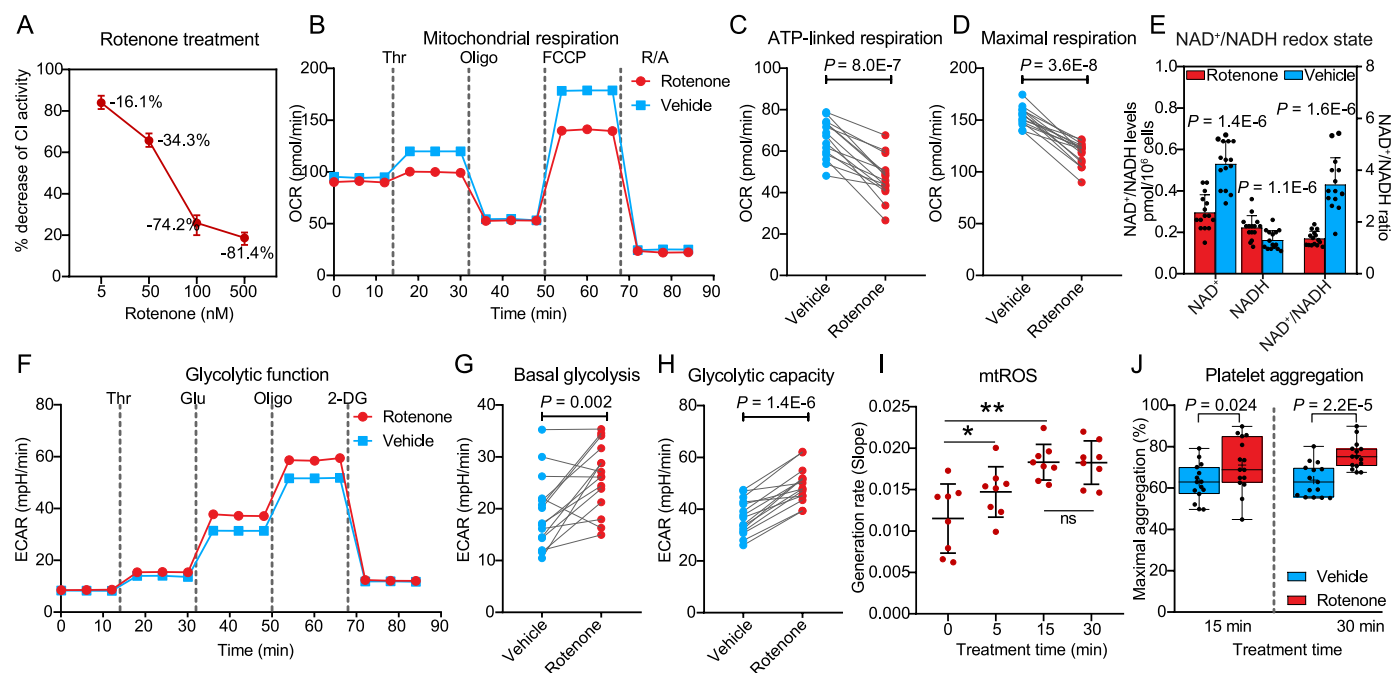 A
Rotenone treatment
% decrease of CI activity
100
80
60
40
20
0
-16.1%
-34.3%
-74.2%
-81.4%
5 50 100 500
Rotenone (nM)
B
Mitochondrial respiration
Thr Oligo FCCP R/A
Rotenone
Vehicle
OCR (pmol/min)
200
150
100
50
0
0 10 20 30 40 50 60 70 80 90
Time (min)
C
ATP-linked respiration
P = 8.0E-7
OCR (pmol/min)
100
80
60
40
20
0
Vehicle
Rotenone
D
Maximal respiration
P = 3.6E-8
OCR (pmol/min)
200
150
100
50
0
Vehicle
Rotenone
E
NAD⁺/NADH redox state
Rotenone Vehicle
P = 1.4E-6
P = 1.1E-6
P = 1.6E-6
NAD⁺/NADH levels
pmol/10⁶ cells
1.0
0.8
0.6
0.4
0.2
0.0
8
6
4
2
0
NAD⁺/NADH ratio
NAD⁺
NADH
NAD⁺/NADH
F
Glycolytic function
Thr Glu Oligo 2-DG
Rotenone
Vehicle
ECAR (mpH/min)
80
60
40
20
0
0 10 20 30 40 50 60 70 80 90
Time (min)
G
Basal glycolysis
P = 0.002
ECAR (mpH/min)
40
30
20
10
0
Vehicle
Rotenone
H
Glycolytic capacity
P = 1.4E-6
ECAR (mpH/min)
80
60
40
20
0
Vehicle
Rotenone
I
mtROS
Generation rate (Slope)
0.025
0.020
0.015
0.010
0.005
0.000
**
*
ns
0 5 15 30
Treatment time (min)
J
Platelet aggregation
P = 0.024
P = 2.2E-5
Maximal aggregation (%)
100
80
60
40
20
0
Vehicle
Rotenone
15 min 30 min
Treatment time